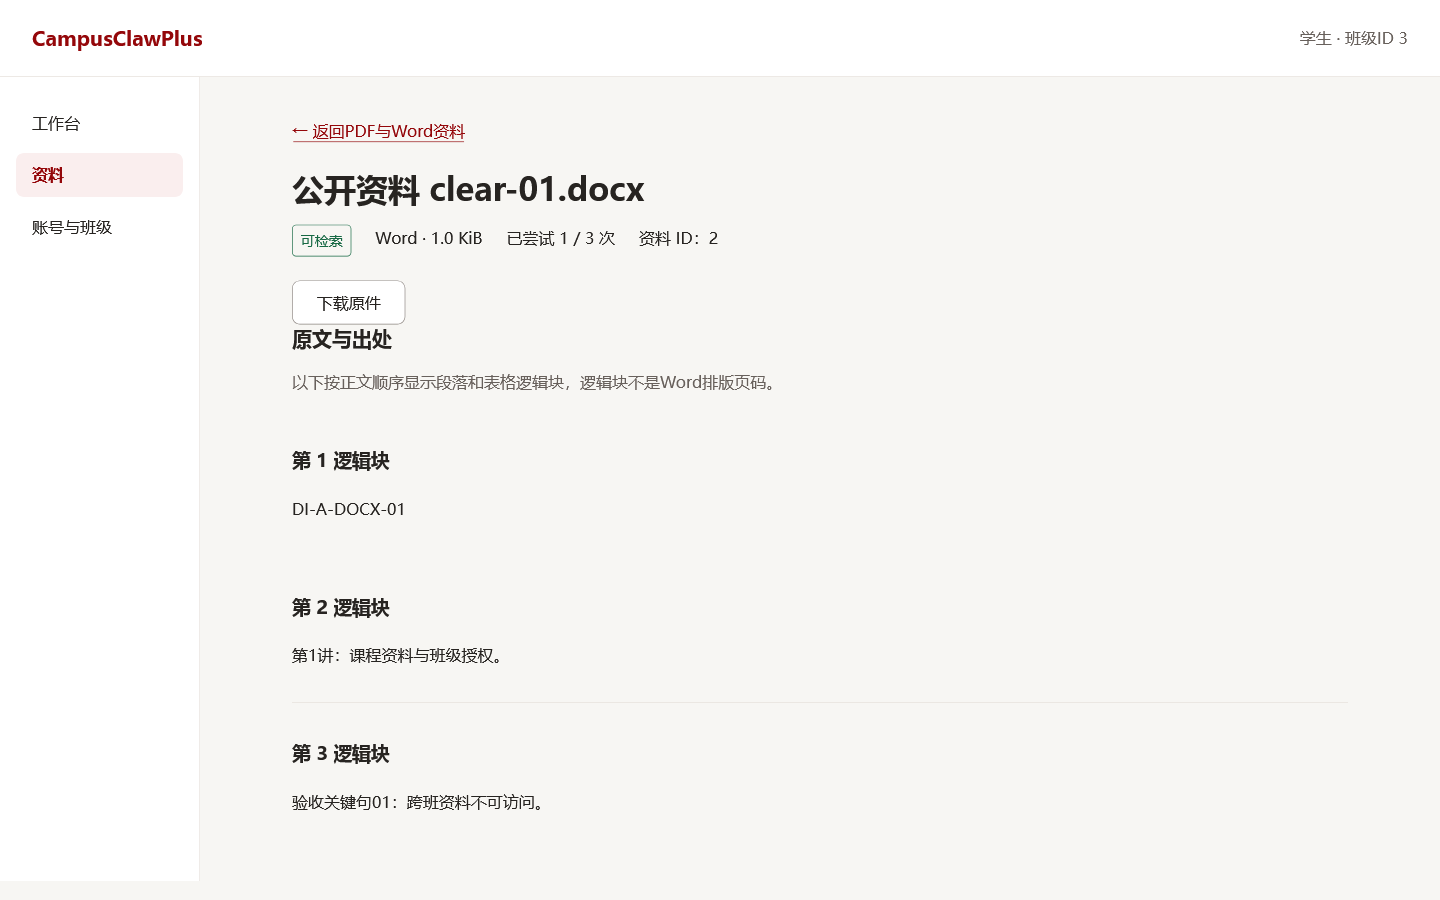 CampusClawPlus
学生 · 班级ID 3
工作台
资料
账号与班级
← 返回PDF与Word资料
公开资料 clear-01.docx
可检索 Word · 1.0 KiB 已尝试 1 / 3 次 资料 ID：2
下载原件
原文与出处
以下按正文顺序显示段落和表格逻辑块，逻辑块不是Word排版页码。
第 1 逻辑块
DI-A-DOCX-01
第 2 逻辑块
第1讲：课程资料与班级授权。
第 3 逻辑块
验收关键句01：跨班资料不可访问。